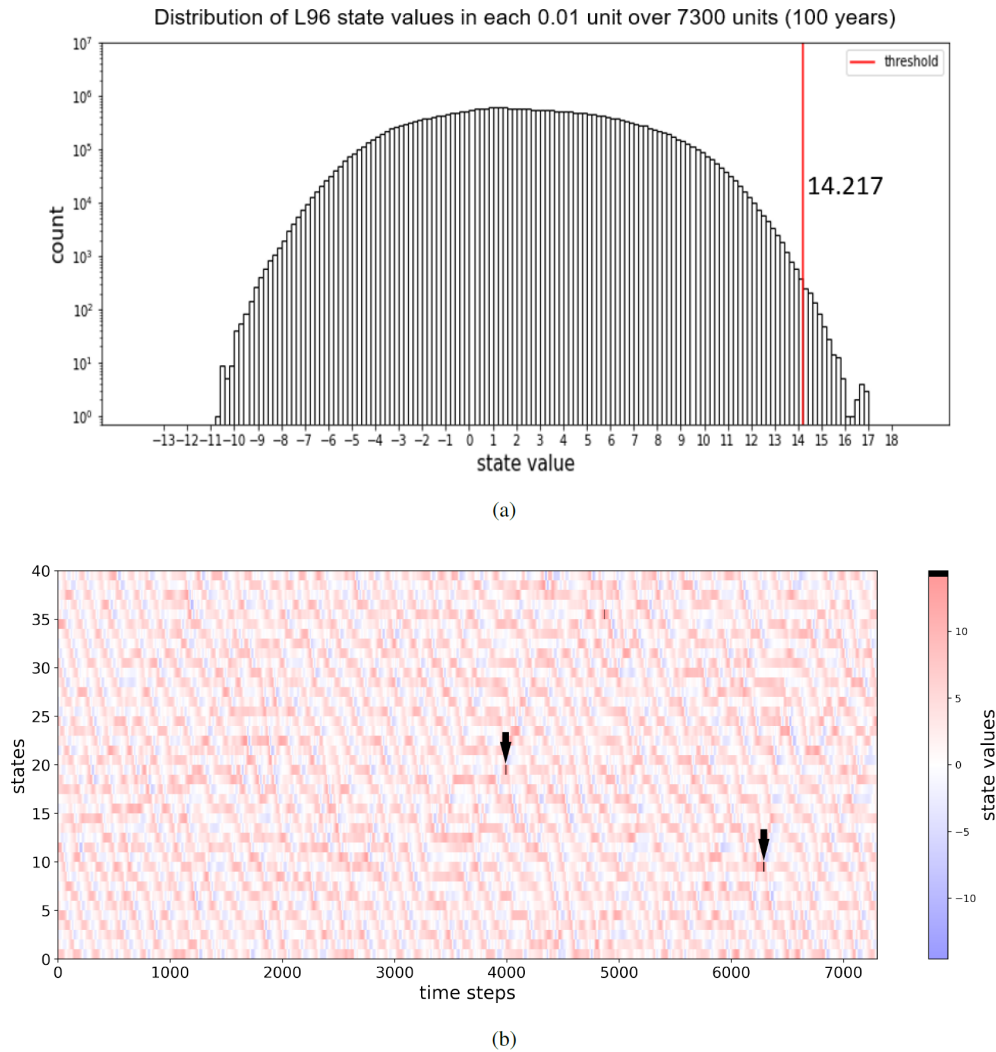 Distribution of L96 state values in each 0.01 unit over 7300 units (100 years)
10⁷
threshold
10⁶
10⁵
14.217
10⁴
10³
10²
10¹
10⁰
count
−13 −12 −11 −10 −9 −8 −7 −6 −5 −4 −3 −2 −1 0 1 2 3 4 5 6 7 8 9 10 11 12 13 14 15 16 17 18
state value
(a)
40
35
30
25
20
15
10
5
0
states
0 1000 2000 3000 4000 5000 6000 7000
time steps
10
5
0
−5
−10
state values
(b)